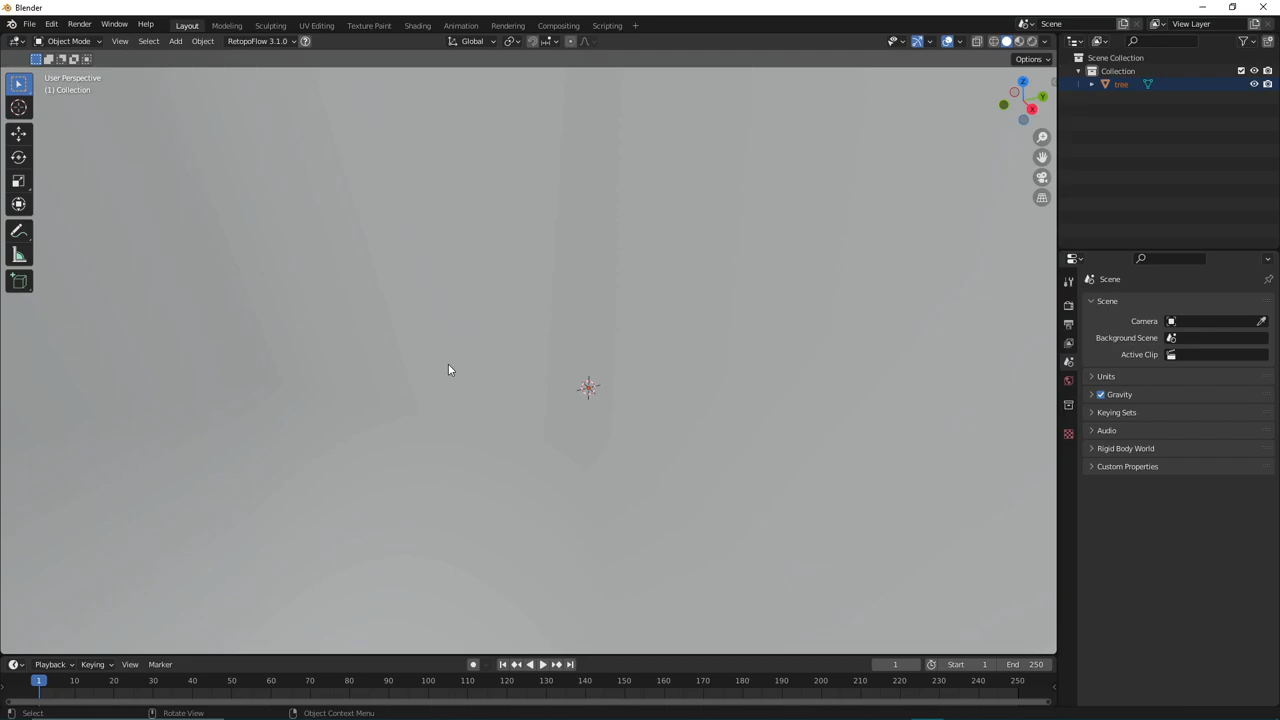 Blender
File Edit Render Window Help
Layout Modeling Sculpting UV Editing Texture Paint Shading Animation Rendering Compositing Scripting +
Scene
View Layer
Object Mode View Select Add Object RetopoFlow 3.1.0
Global
Options
User Perspective
(1) Collection
Z
Y
X
Scene Collection
Collection
tree
Scene
Scene
Camera
Background Scene
Active Clip
Units
Gravity
Keying Sets
Audio
Rigid Body World
Custom Properties
Playback Keying View Marker
1
Start 1
End 250
1 10 20 30 40 50 60 70 80 90 100 110 120 130 140 150 160 170 180 190 200 210 220 230 240 250
Select Rotate View Object Context Menu